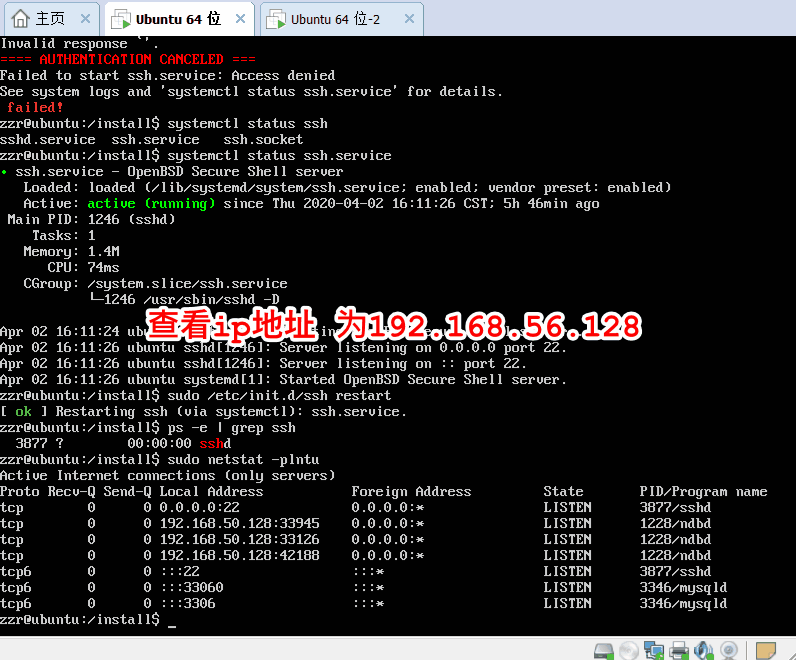 主页
Ubuntu 64 位
Ubuntu 64 位-2
Invalid response `'.
==== AUTHENTICATION CANCELED ===
Failed to start ssh.service: Access denied
See system logs and 'systemctl status ssh.service' for details.
failed!
zzr@ubuntu:/install$ systemctl status ssh
sshd.service  ssh.service   ssh.socket
zzr@ubuntu:/install$ systemctl status ssh.service
● ssh.service - OpenBSD Secure Shell server
Loaded: loaded (/lib/systemd/system/ssh.service; enabled; vendor preset: enabled)
Active: active (running) since Thu 2020-04-02 16:11:26 CST; 5h 46min ago
Main PID: 1246 (sshd)
Tasks: 1
Memory: 1.4M
CPU: 74ms
CGroup: /system.slice/ssh.service
└─1246 /usr/sbin/sshd -D
查看ip地址 为192.168.56.128
Apr 02 16:11:24 ubuntu
Apr 02 16:11:26 ubuntu sshd[1246]: Server listening on 0.0.0.0 port 22.
Apr 02 16:11:26 ubuntu sshd[1246]: Server listening on :: port 22.
Apr 02 16:11:26 ubuntu systemd[1]: Started OpenBSD Secure Shell server.
zzr@ubuntu:/install$ sudo /etc/init.d/ssh restart
[ ok ] Restarting ssh (via systemctl): ssh.service.
zzr@ubuntu:/install$ ps -e | grep ssh
3877 ?        00:00:00 sshd
zzr@ubuntu:/install$ sudo netstat -plntu
Active Internet connections (only servers)
Proto Recv-Q Send-Q Local Address           Foreign Address         State       PID/Program name
tcp        0      0 0.0.0.0:22              0.0.0.0:*               LISTEN      3877/sshd
tcp        0      0 192.168.50.128:33945    0.0.0.0:*               LISTEN      1228/ndbd
tcp        0      0 192.168.50.128:33126    0.0.0.0:*               LISTEN      1228/ndbd
tcp        0      0 192.168.50.128:42188    0.0.0.0:*               LISTEN      1228/ndbd
tcp6       0      0 :::22                   :::*                    LISTEN      3877/sshd
tcp6       0      0 :::33060                :::*                    LISTEN      3346/mysqld
tcp6       0      0 :::3306                 :::*                    LISTEN      3346/mysqld
zzr@ubuntu:/install$ _